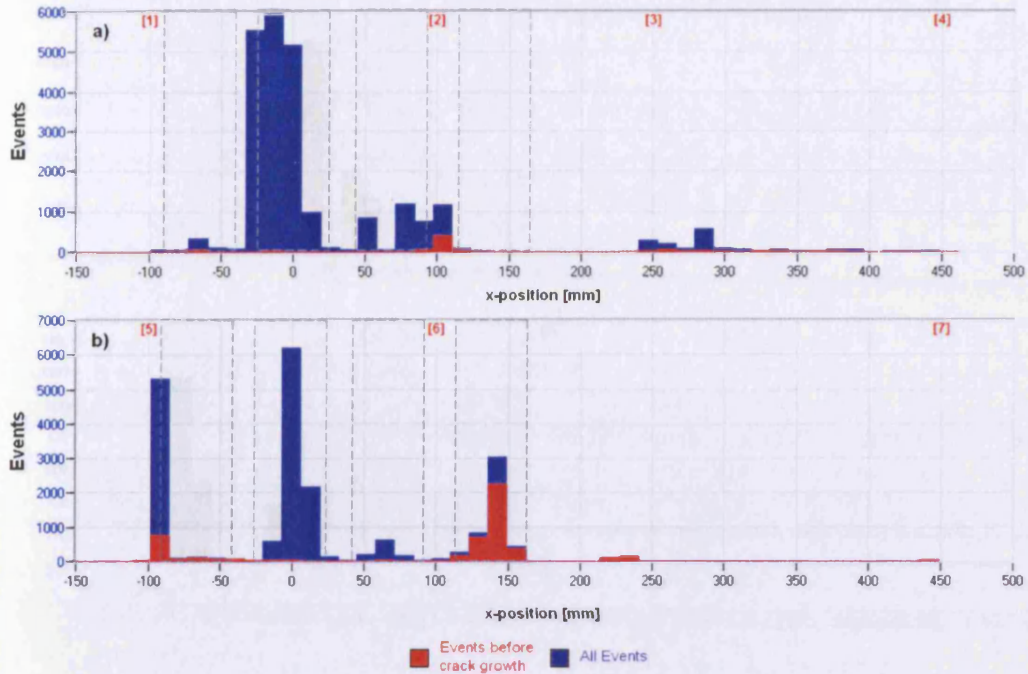 [1] [2] [3] [4]
a)
6000
5000
4000
3000
2000
1000
0
Events
-150 -100 -50 0 50 100 150 200 250 300 350 400 450 500
x-position [mm]
[5] [6] [7]
b)
7000
6000
5000
4000
3000
2000
1000
0
Events
-150 -100 -50 0 50 100 150 200 250 300 350 400 450 500
x-position [mm]
Events before
crack growth
All Events